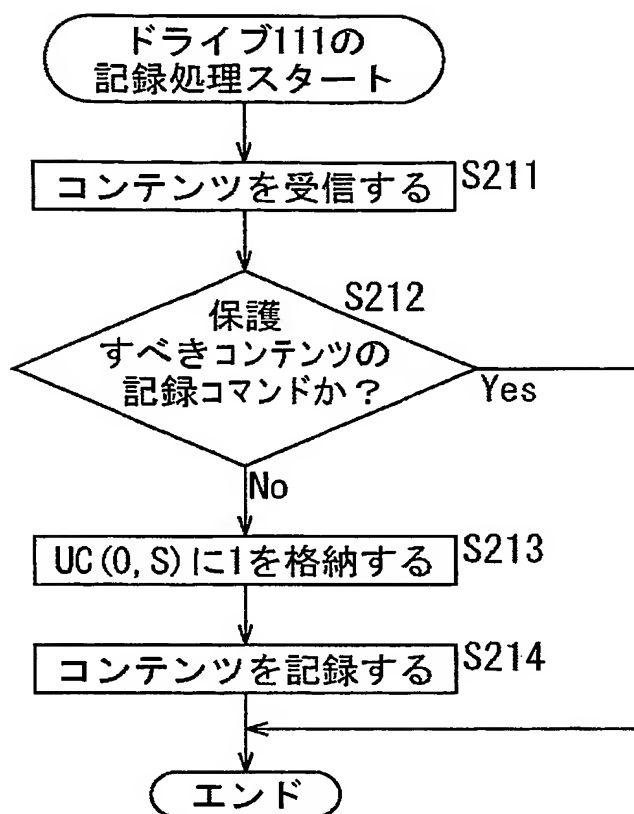 ドライブ111の
記録処理スタート
コンテンツを受信する
S211
S212
保護
すべきコンテンツの
記録コマンドか？
Yes
No
UC(0,S)に1を格納する
S213
コンテンツを記録する
S214
エンド